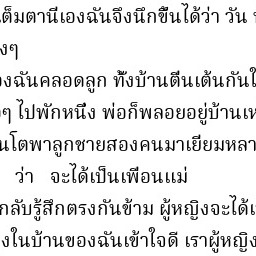 เต็มตานี่เองฉันจึงนึกขึ้นได้ว่า วัน
งๆ
องฉันคลอดลูก ทั้งบ้านตื่นเต้นกันใ
ๆ ไปพักหนึ่ง พ่อก็พลอยอยู่บ้านเห
นโตพาลูกชายสองคนมาเยี่ยมหลา
ว่า จะได้เป็นเพื่อนแม่
กลับรู้สึกตรงกันข้าม ผู้หญิงจะได้เ
งในบ้านของฉันเข้าใจดี เราผู้หญิง